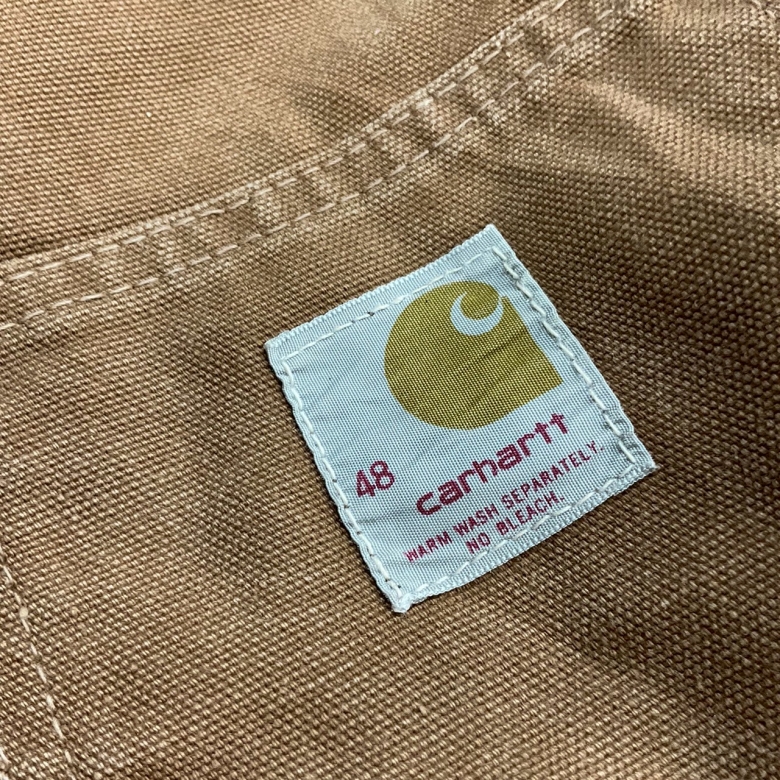 48
carhartt
WARM WASH SEPARATELY.
NO BLEACH.